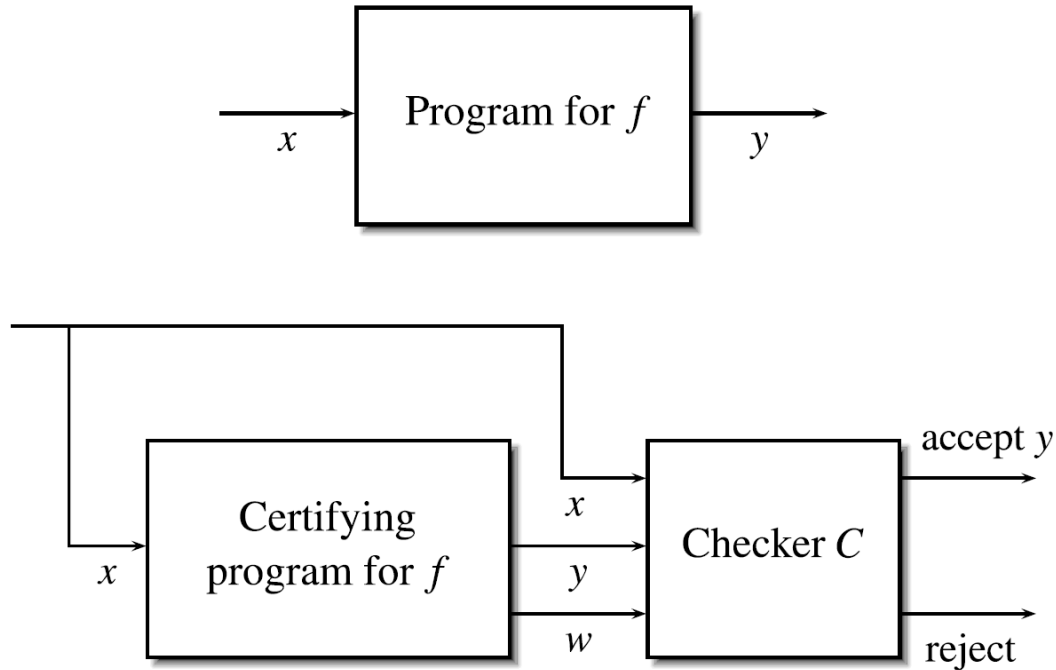 Program for f
x
y
accept y
x
Certifying
program for f
Checker C
x
y
w
reject